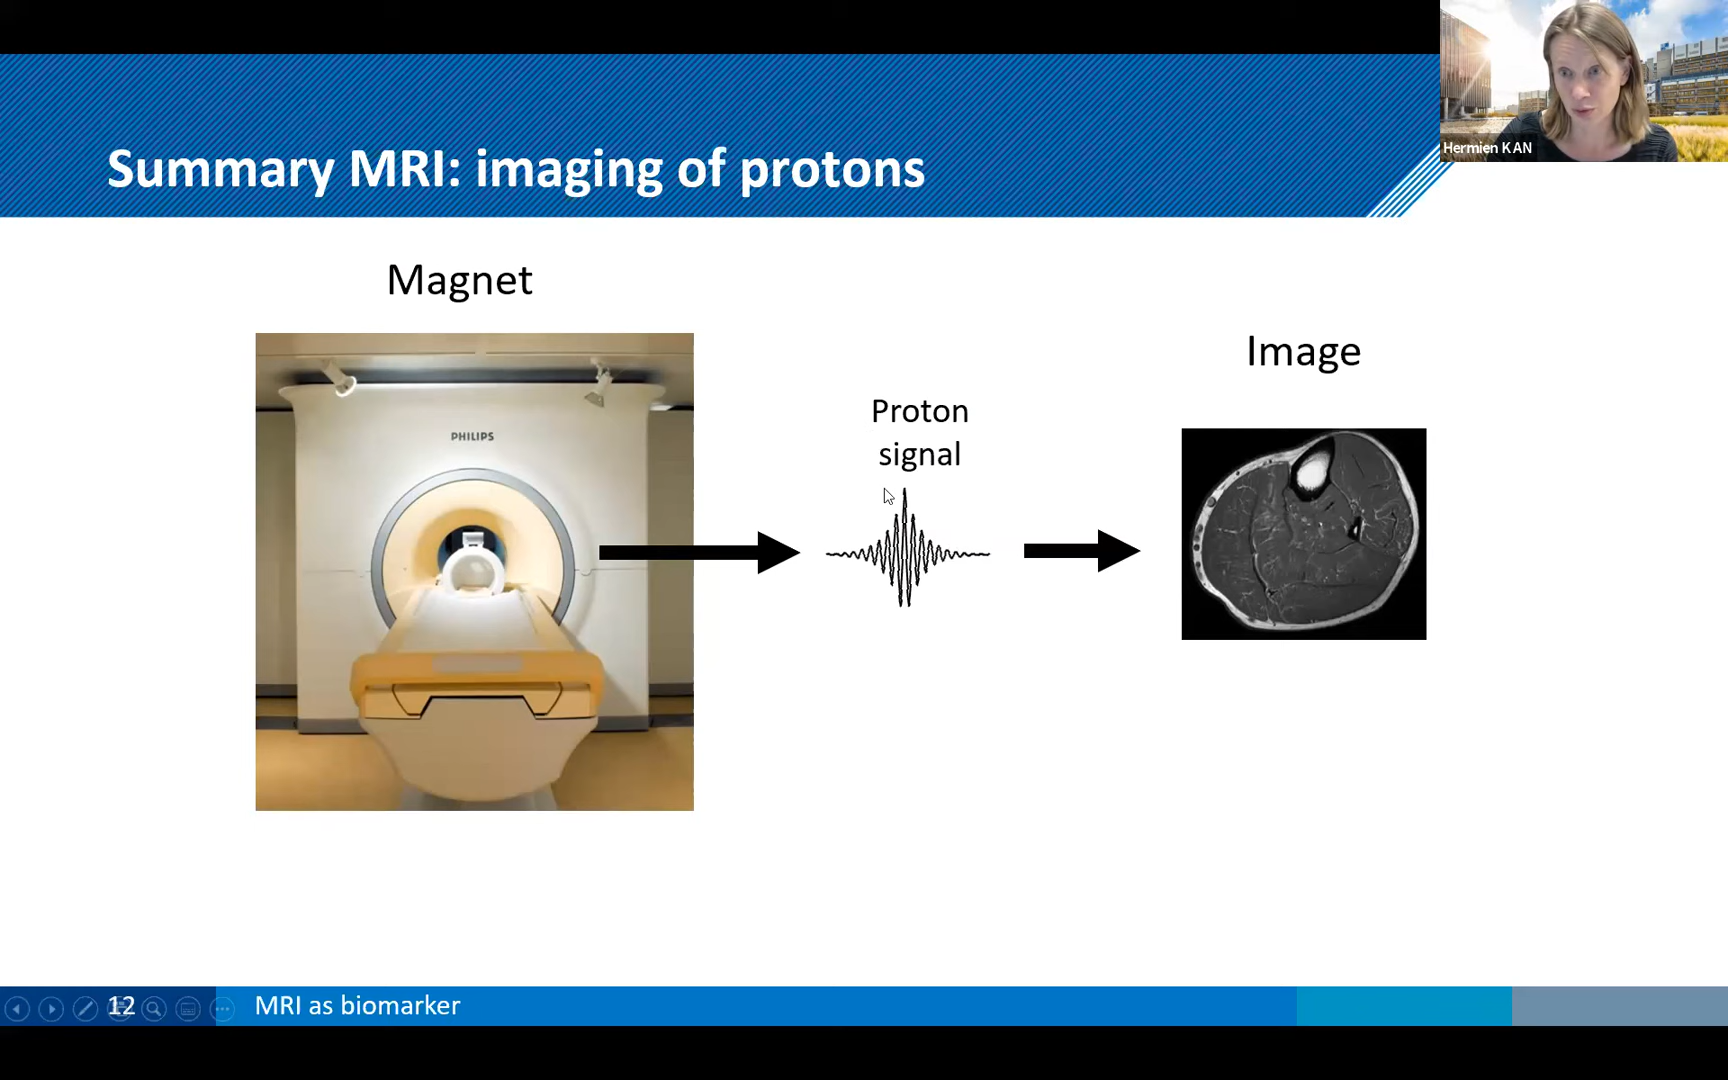 Hermien KAN
Summary MRI: imaging of protons
Magnet
PHILIPS
Proton
signal
Image
12
MRI as biomarker